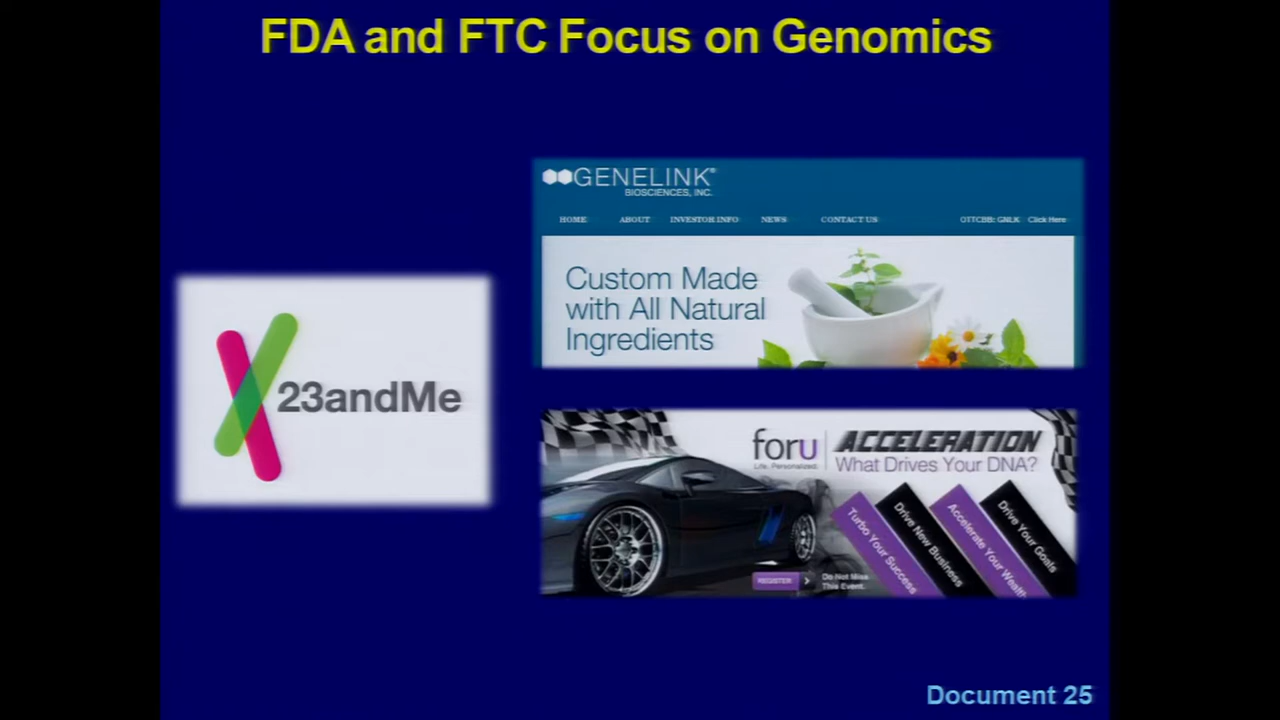 FDA and FTC Focus on Genomics
GENELINK®
BIOSCIENCES, INC.
HOME ABOUT INVESTOR INFO NEWS CONTACT US OTTCBB: GNLK Click Here
Custom Made
with All Natural
Ingredients
23andMe
foru ACCELERATION
Life. Personalized. What Drives Your DNA?
Turbo Your Success
Drive New Business
Accelerate Your Wealth
Drive Your Goals
REGISTER
Do Not Miss
This Event.
Document 25